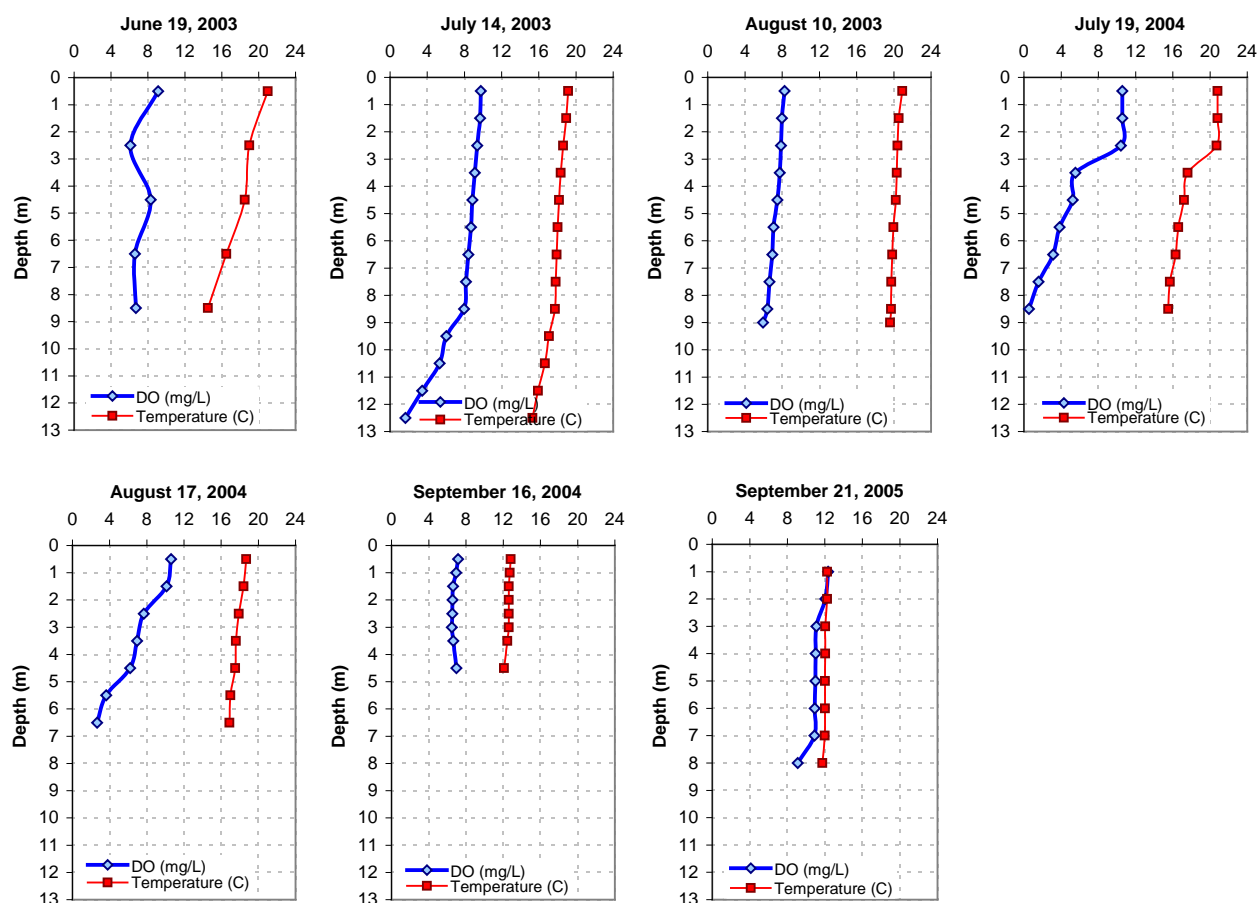 June 19, 2003
0 4 8 12 16 20 24
Depth (m)
0
1
2
3
4
5
6
7
8
9
10
11
12
13
DO (mg/L)
Temperature (C)
July 14, 2003
0 4 8 12 16 20 24
Depth (m)
0
1
2
3
4
5
6
7
8
9
10
11
12
13
DO (mg/L)
Temperature (C)
August 10, 2003
0 4 8 12 16 20 24
Depth (m)
0
1
2
3
4
5
6
7
8
9
10
11
12
13
DO (mg/L)
Temperature (C)
July 19, 2004
0 4 8 12 16 20 24
Depth (m)
0
1
2
3
4
5
6
7
8
9
10
11
12
13
DO (mg/L)
Temperature (C)
August 17, 2004
0 4 8 12 16 20 24
Depth (m)
0
1
2
3
4
5
6
7
8
9
10
11
12
13
DO (mg/L)
Temperature (C)
September 16, 2004
0 4 8 12 16 20 24
Depth (m)
0
1
2
3
4
5
6
7
8
9
10
11
12
13
DO (mg/L)
Temperature (C)
September 21, 2005
0 4 8 12 16 20 24
Depth (m)
0
1
2
3
4
5
6
7
8
9
10
11
12
13
DO (mg/L)
Temperature (C)